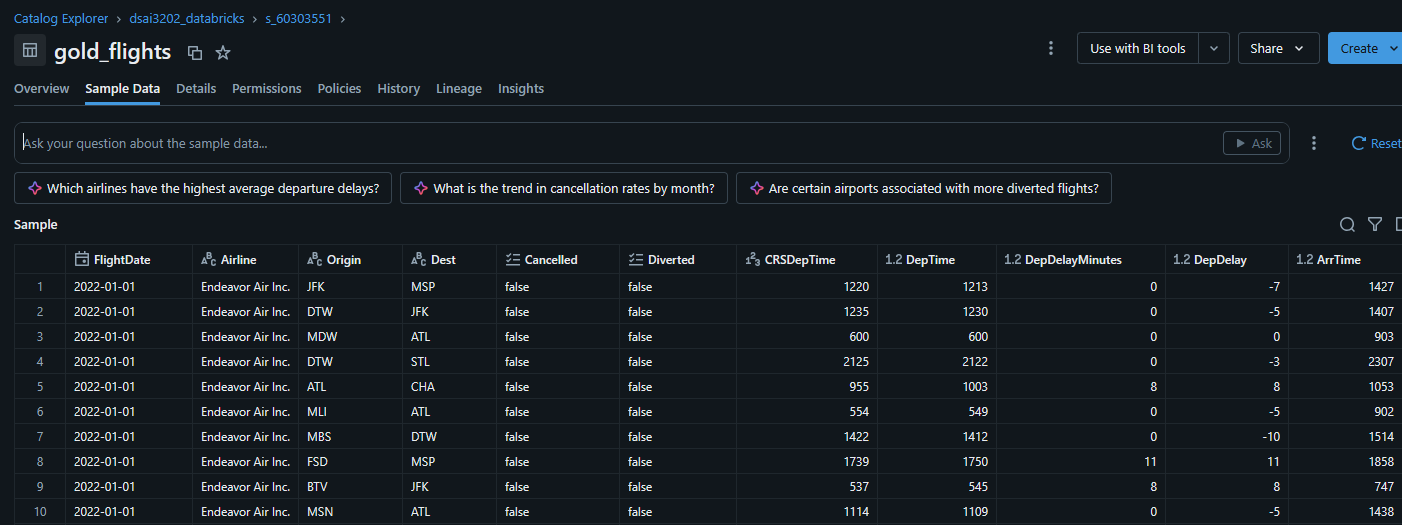 Catalog Explorer > dsai3202_databricks > s_60303551 >
gold_flights
Use with BI tools Share Create
Overview Sample Data Details Permissions Policies History Lineage Insights
Ask your question about the sample data... Ask Reset
Which airlines have the highest average departure delays? What is the trend in cancellation rates by month? Are certain airports associated with more diverted flights?
Sample
FlightDate Airline Origin Dest Cancelled Diverted CRSDepTime 1.2 DepTime 1.2 DepDelayMinutes 1.2 DepDelay 1.2 ArrTime
1 2022-01-01 Endeavor Air Inc. JFK MSP false false 1220 1213 0 -7 1427
2 2022-01-01 Endeavor Air Inc. DTW JFK false false 1235 1230 0 -5 1407
3 2022-01-01 Endeavor Air Inc. MDW ATL false false 600 600 0 0 903
4 2022-01-01 Endeavor Air Inc. DTW STL false false 2125 2122 0 -3 2307
5 2022-01-01 Endeavor Air Inc. ATL CHA false false 955 1003 8 8 1053
6 2022-01-01 Endeavor Air Inc. MLI ATL false false 554 549 0 -5 902
7 2022-01-01 Endeavor Air Inc. MBS DTW false false 1422 1412 0 -10 1514
8 2022-01-01 Endeavor Air Inc. FSD MSP false false 1739 1750 11 11 1858
9 2022-01-01 Endeavor Air Inc. BTV JFK false false 537 545 8 8 747
10 2022-01-01 Endeavor Air Inc. MSN ATL false false 1114 1109 0 -5 1438